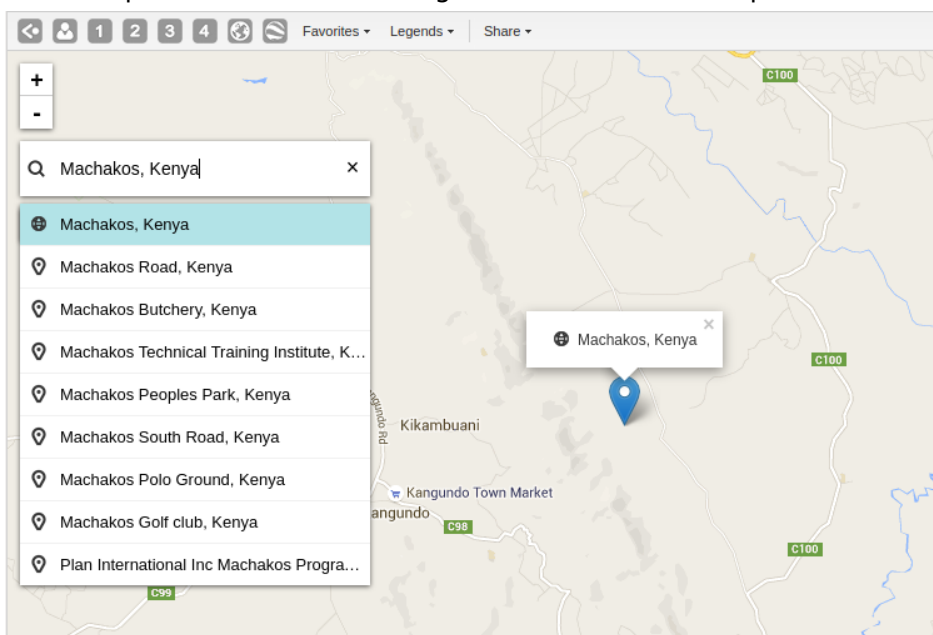 1 2 3 4 Favorites Legends Share
+
-
C100
Machakos, Kenya ×
Machakos, Kenya
Machakos Road, Kenya
Machakos Butchery, Kenya
Machakos Technical Training Institute, K...
Machakos Peoples Park, Kenya
Machakos South Road, Kenya
Machakos Polo Ground, Kenya
Machakos Golf club, Kenya
Plan International Inc Machakos Progra...
Machakos, Kenya ×
C100
ngundo Rd
Kikambuani
Kangundo Town Market
angundo
C98
C100
C99